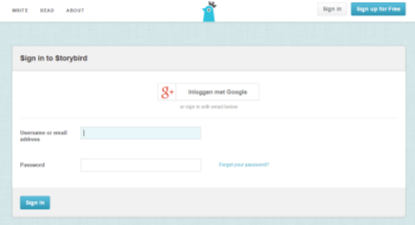 WRITE READ ABOUT Sign in Sign up for Free
Sign in to Storybird
g+ Inloggen met Google
or sign in with email below
Username or email
address
Password Forgot your password?
Sign in